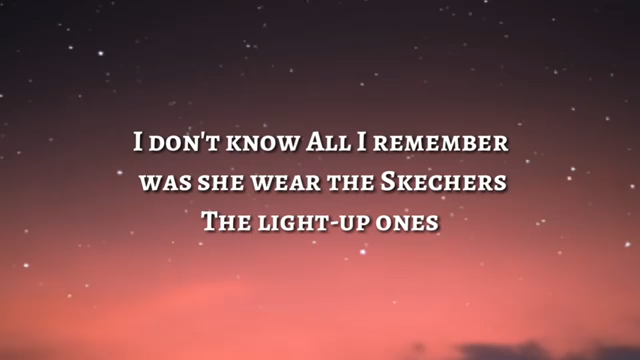 I don't know All I remember
was she wear the Skechers
The light-up ones